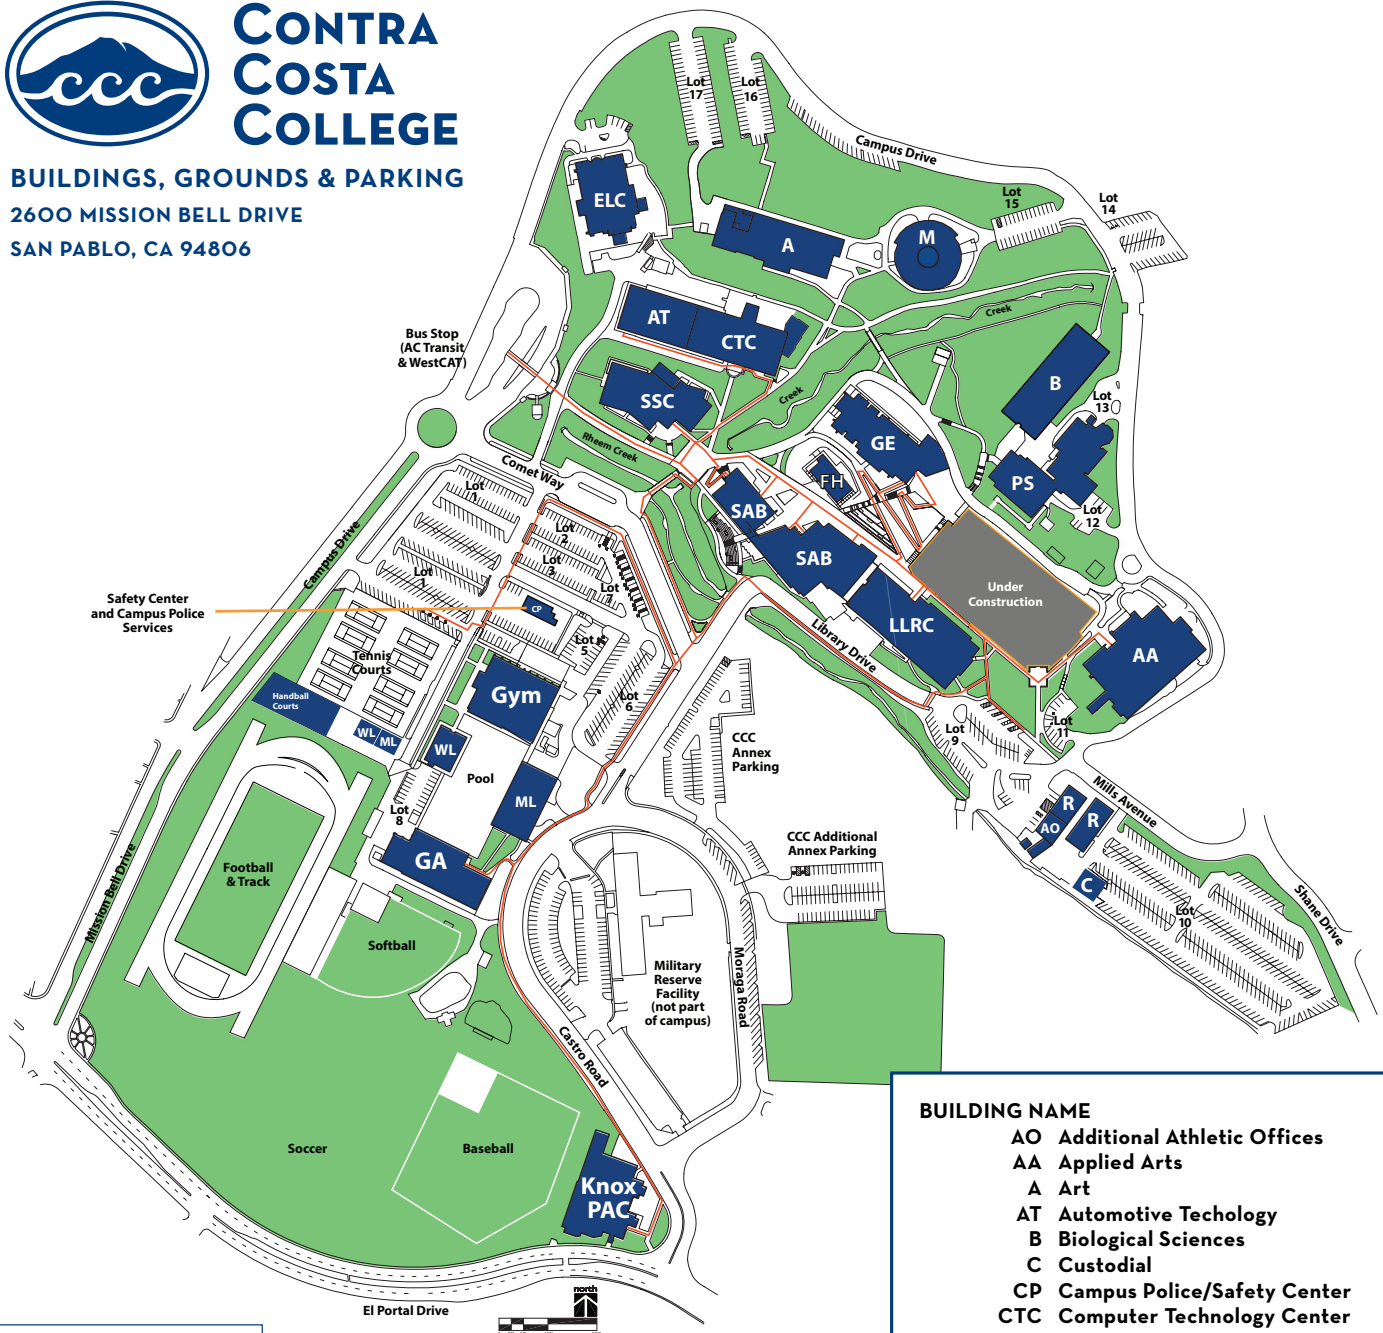 CONTRA
COSTA
COLLEGE
ccc
BUILDINGS, GROUNDS & PARKING
2600 MISSION BELL DRIVE
SAN PABLO, CA 94806
Lot
17
Lot
16
Campus Drive
ELC
Lot
15
Lot
14
A
M
Creek
AT
CTC
Bus Stop
(AC Transit
& WestCAT)
B
SSC
Creek
Lot
13
Rheem Creek
GE
Comet Way
FH
PS
Lot
1
SAB
Lot
12
Lot
2
SAB
Campus Drive
Lot
3
Lot
1
Lot
7
Under
Construction
Safety Center
and Campus Police
Services
CP
LLRC
Library Drive
Lot
5
AA
Tennis
Courts
Handball
Courts
Gym
Lot
6
WL
ML
WL
Lot
11
Lot
9
CCC
Annex
Parking
Pool
ML
Mills Avenue
R
R
AO
Lot
8
CCC Additional
Annex Parking
GA
Football
& Track
C
Mission Bell Drive
Shane Drive
Lot
10
Softball
Military
Reserve
Facility
(not part
of campus)
Moraga Road
Castro Road
Soccer
Baseball
Knox
PAC
El Portal Drive
north
BUILDING NAME
AO Additional Athletic Offices
AA Applied Arts
A Art
AT Automotive Techology
B Biological Sciences
C Custodial
CP Campus Police/Safety Center
CTC Computer Technology Center